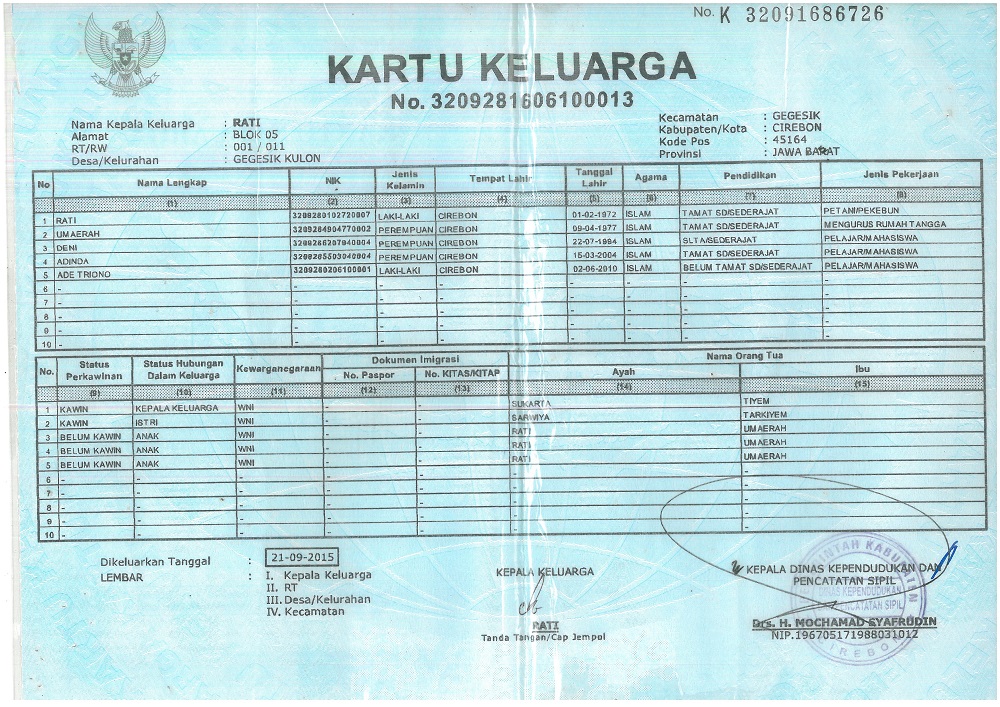 No. K 32091686726
KARTU KELUARGA
No. 3209281606100013
Nama Kepala Keluarga : RATI
Alamat : BLOK 05
RT/RW : 001 / 011
Desa/Kelurahan : GEGESIK KULON
Kecamatan : GEGESIK
Kabupaten/Kota : CIREBON
Kode Pos : 45164
Provinsi : JAWA BARAT
No Nama Lengkap NIK Jenis Kelamin Tempat Lahir Tanggal Lahir Agama Pendidikan Jenis Pekerjaan
(1) (2) (3) (4) (5) (6) (7) (8)
1 RATI 3209280102720007 LAKI-LAKI CIREBON 01-02-1972 ISLAM TAMAT SD/SEDERAJAT PETANI/PEKEBUN
2 UMAERAH 3209284904770002 PEREMPUAN CIREBON 09-04-1977 ISLAM TAMAT SD/SEDERAJAT MENGURUS RUMAH TANGGA
3 DENI 3209286207940004 PEREMPUAN CIREBON 22-07-1994 ISLAM SLTA/SEDERAJAT PELAJAR/MAHASISWA
4 ADINDA 3209285503040004 PEREMPUAN CIREBON 15-03-2004 ISLAM TAMAT SD/SEDERAJAT PELAJAR/MAHASISWA
5 ADE TRIONO 3209280206100001 LAKI-LAKI CIREBON 02-06-2010 ISLAM BELUM TAMAT SD/SEDERAJAT PELAJAR/MAHASISWA
6 - - - - - - - -
7 - - - - - - - -
8 - - - - - - - -
9 - - - - - - - -
10 - - - - - - - -
No. Status Perkawinan Status Hubungan Dalam Keluarga Kewarganegaraan Dokumen Imigrasi Nama Orang Tua
No. Paspor No. KITAS/KITAP Ayah Ibu
(9) (10) (11) (12) (13) (14) (15)
1 KAWIN KEPALA KELUARGA WNI - - SUKARTA TIYEM
2 KAWIN ISTRI WNI - - SARWIYA TARKIYEM
3 BELUM KAWIN ANAK WNI - - RATI UMAERAH
4 BELUM KAWIN ANAK WNI - - RATI UMAERAH
5 BELUM KAWIN ANAK WNI - - RATI UMAERAH
6 - - - - - - -
7 - - - - - - -
8 - - - - - - -
9 - - - - - - -
10 - - - - - - -
Dikeluarkan Tanggal : 21-09-2015
LEMBAR : I. Kepala Keluarga
II. RT
III. Desa/Kelurahan
IV. Kecamatan
KEPALA KELUARGA
RATI
Tanda Tangan/Cap Jempol
KEPALA DINAS KEPENDUDUKAN DAN
PENCATATAN SIPIL
Drs. H. MOCHAMAD SYAFRUDIN
NIP.196705171988031012
KABUPATEN
DINAS KEPENDUDUKAN
PENCATATAN SIPIL
CIREBON